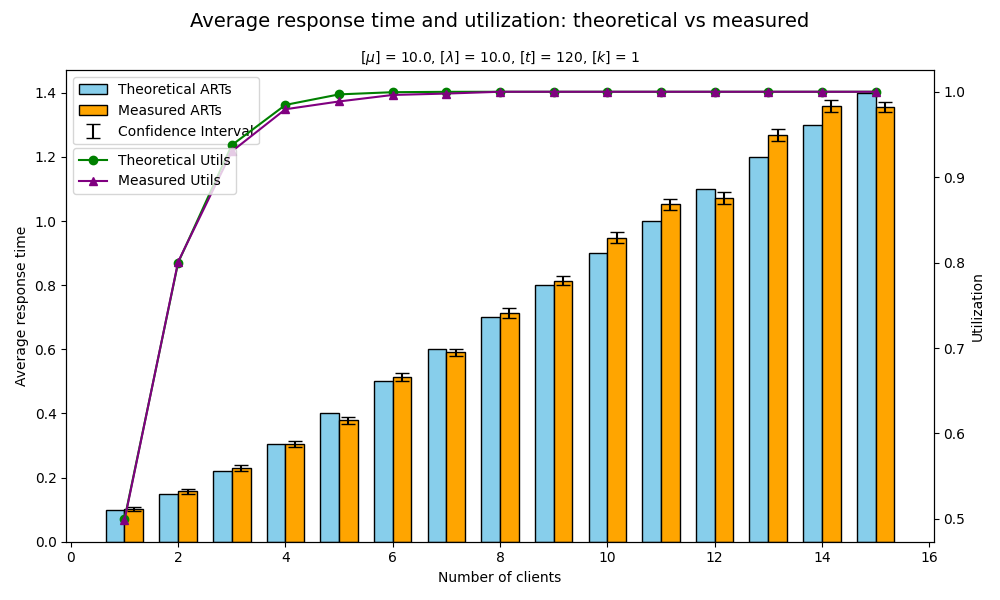 Average response time and utilization: theoretical vs measured
[μ] = 10.0, [λ] = 10.0, [t] = 120, [k] = 1
Theoretical ARTs
Measured ARTs
Confidence Interval
Theoretical Utils
Measured Utils
Average response time
0.0
0.2
0.4
0.6
0.8
1.0
1.2
1.4
Utilization
0.5
0.6
0.7
0.8
0.9
1.0
0 2 4 6 8 10 12 14 16
Number of clients